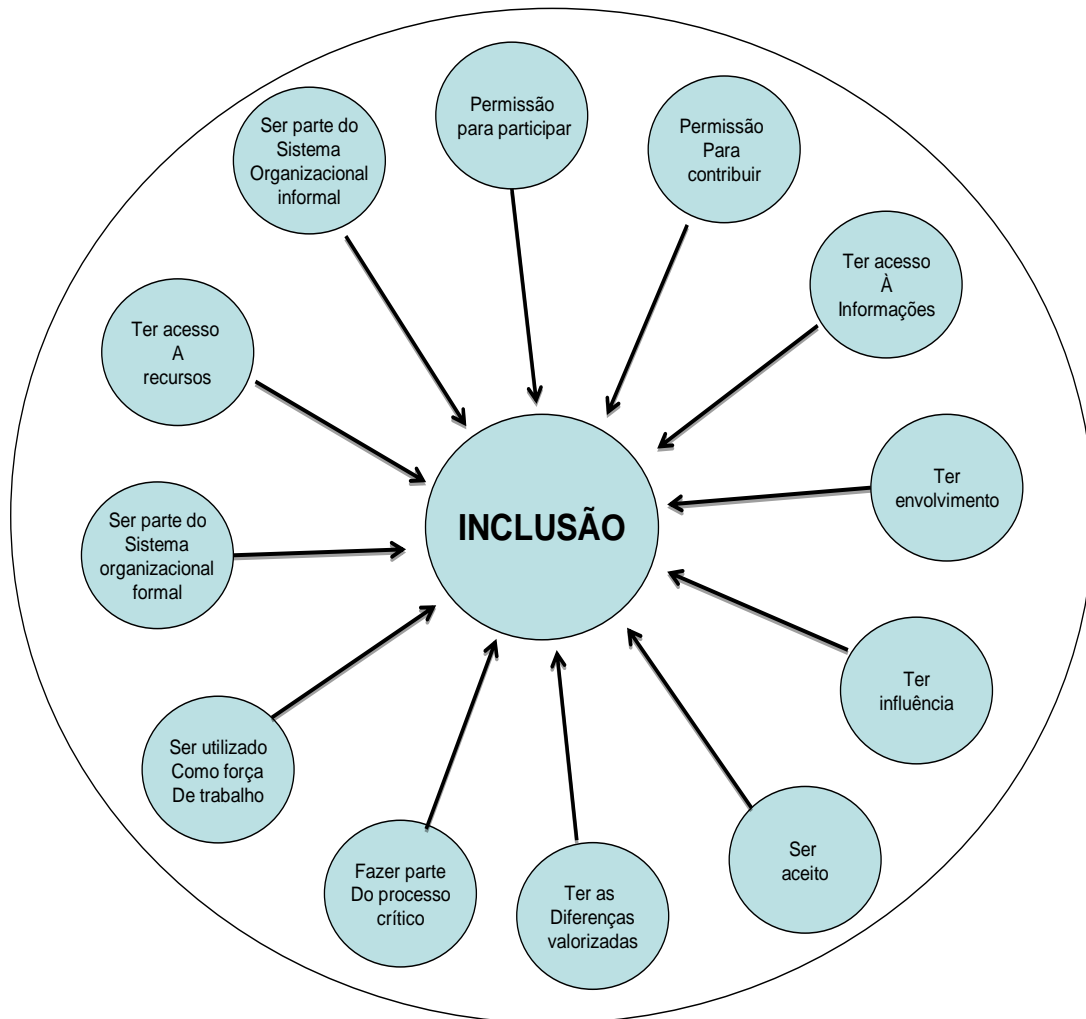 Permissão
para participar
Permissão
Para
contribuir
Ter acesso
À
Informações
Ter
envolvimento
Ter
influência
Ser
aceito
Ter as
Diferenças
valorizadas
Fazer parte
Do processo
crítico
Ser utilizado
Como força
De trabalho
Ser parte do
Sistema
organizacional
formal
Ter acesso
A
recursos
Ser parte do
Sistema
Organizacional
informal
INCLUSÃO